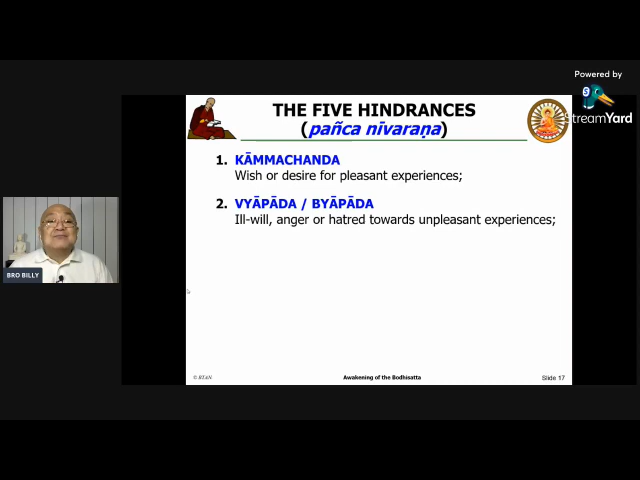 Powered by
StreamYard
THE FIVE HINDRANCES
(pañca nīvaraṇa)
1. KĀMMACHANDA
Wish or desire for pleasant experiences;
2. VYĀPĀDA / BYĀPĀDA
Ill-will, anger or hatred towards unpleasant experiences;
BRO BILLY
© BTAN
Awakening of the Bodhisatta
Slide 17